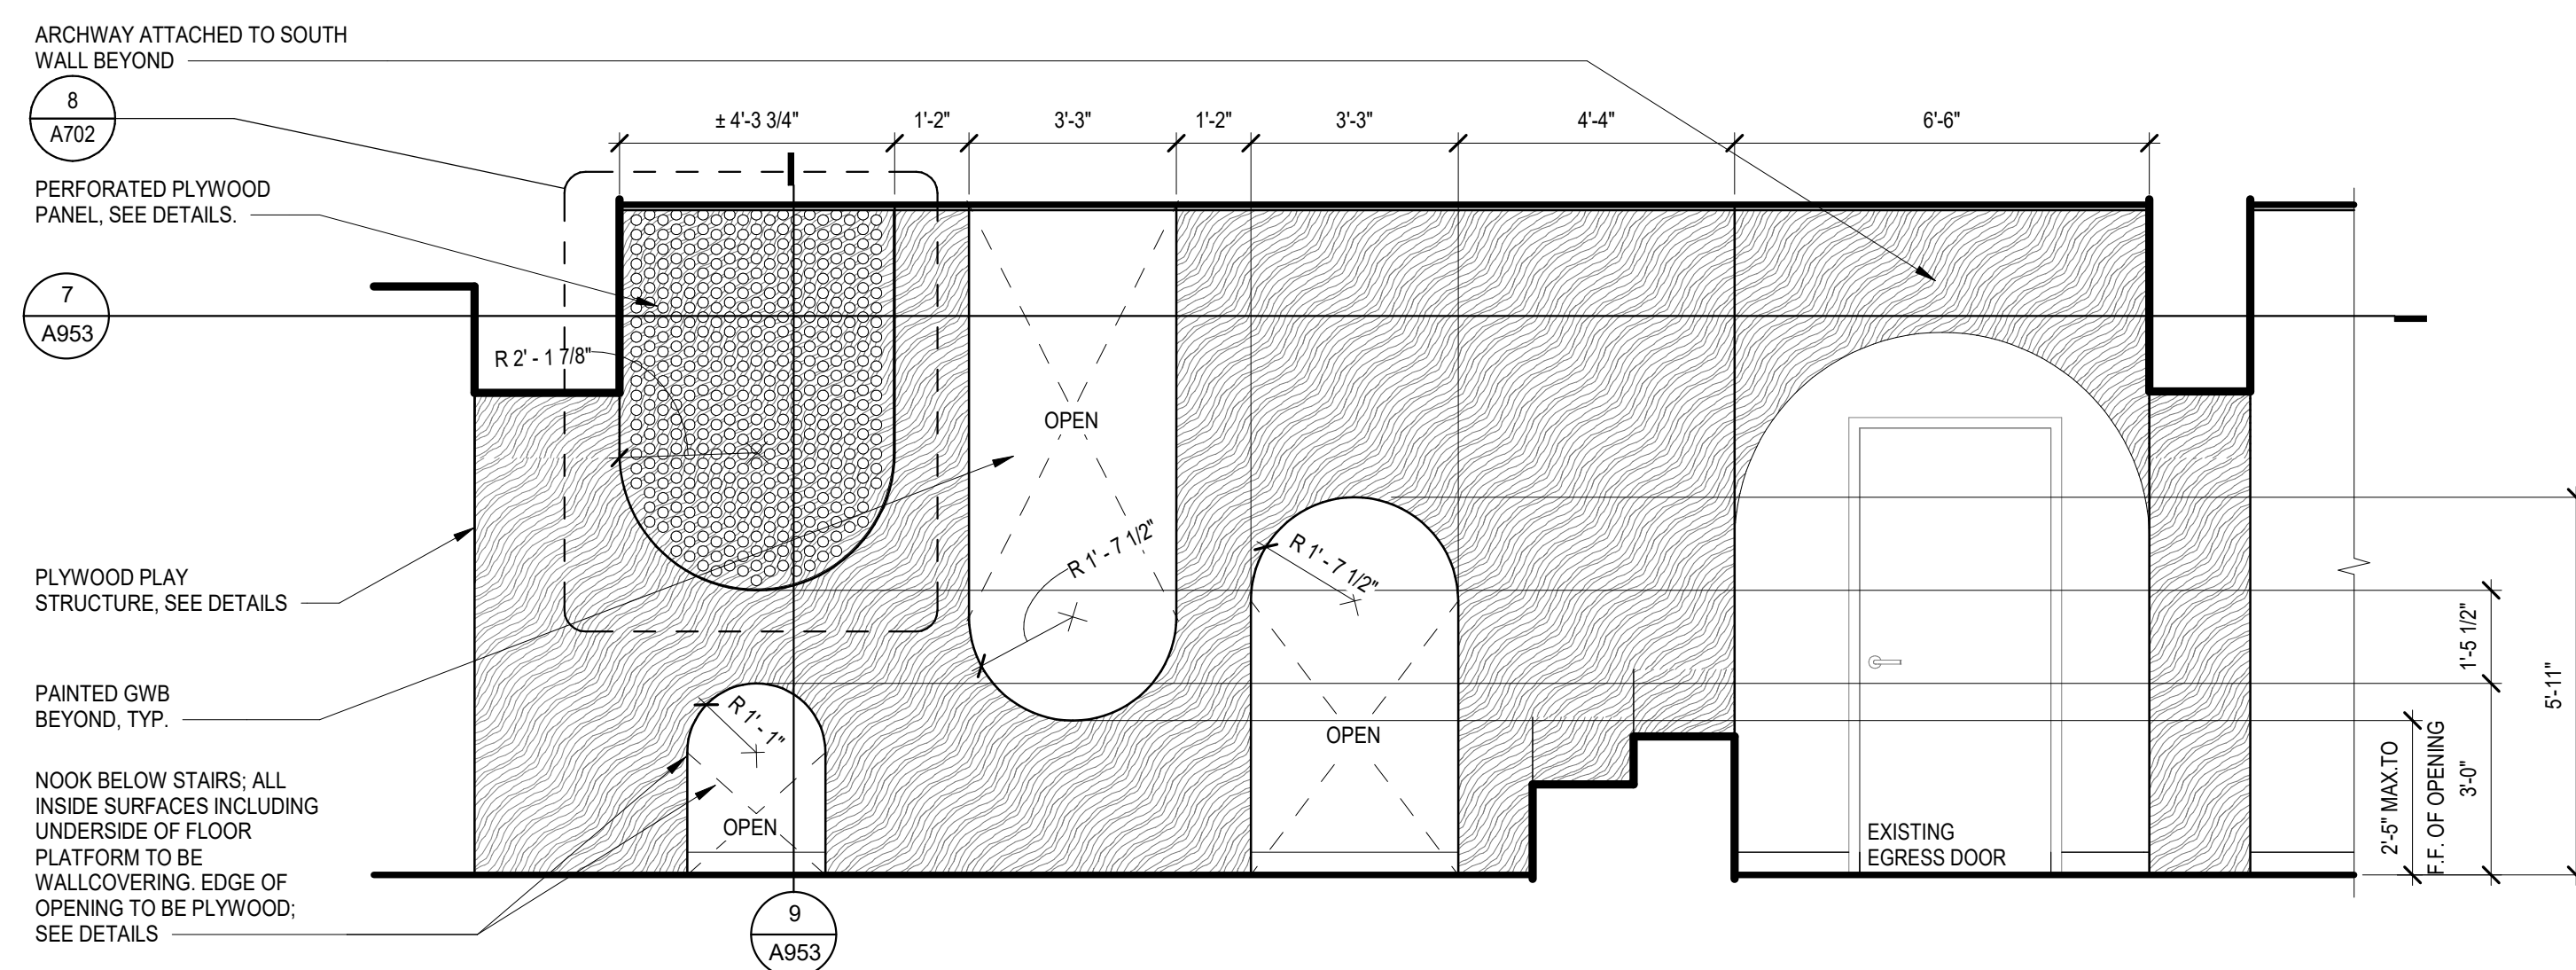 ARCHWAY ATTACHED TO SOUTH
WALL BEYOND
8
A702
± 4'-3 3/4"
1'-2"
3'-3"
1'-2"
3'-3"
4'-4"
6'-6"
PERFORATED PLYWOOD
PANEL, SEE DETAILS.
7
A953
R 2' - 1 7/8"
OPEN
R 1' - 7 1/2"
R 1' - 7 1/2"
PLYWOOD PLAY
STRUCTURE, SEE DETAILS
1'-5 1/2"
5'-11"
PAINTED GWB
BEYOND, TYP.
R 1' - 1"
OPEN
2'-5" MAX.TO
F.F. OF OPENING
3'-0"
NOOK BELOW STAIRS; ALL
INSIDE SURFACES INCLUDING
UNDERSIDE OF FLOOR
PLATFORM TO BE
WALLCOVERING. EDGE OF
OPENING TO BE PLYWOOD;
SEE DETAILS
OPEN
EXISTING
EGRESS DOOR
9
A953